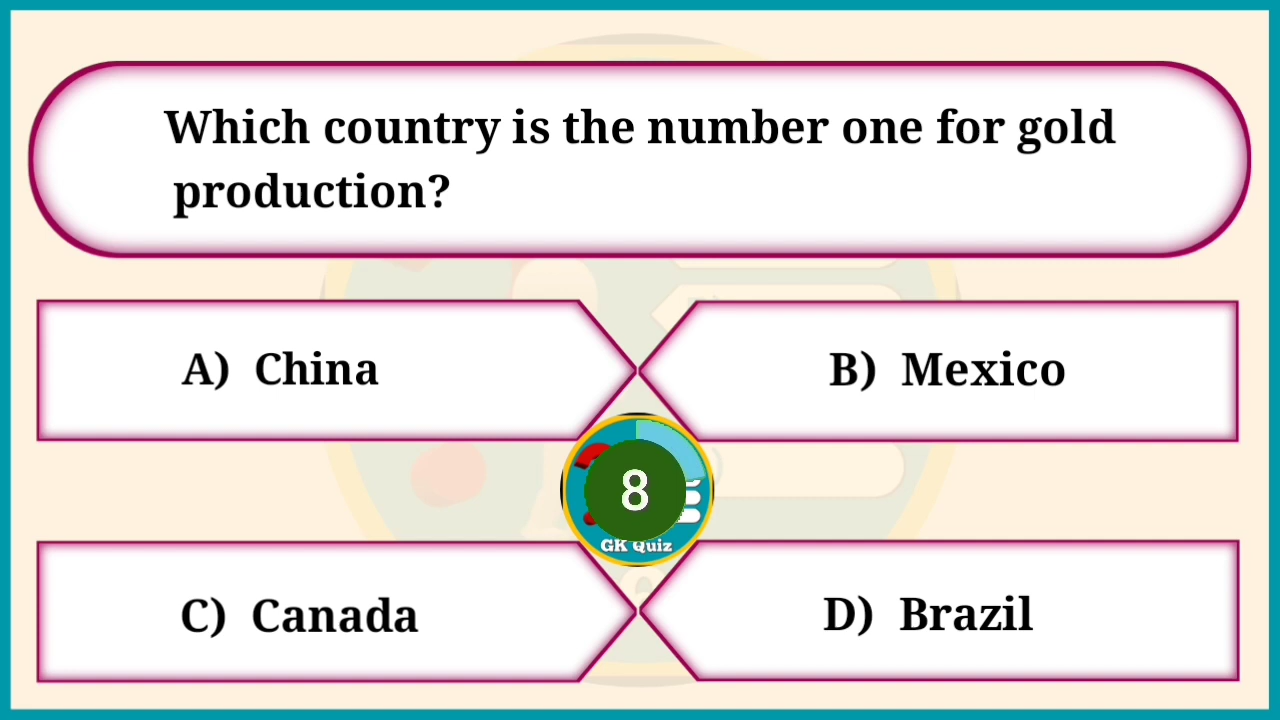 Which country is the number one for gold
production?
A) China
B) Mexico
8
GK Quiz
C) Canada
D) Brazil